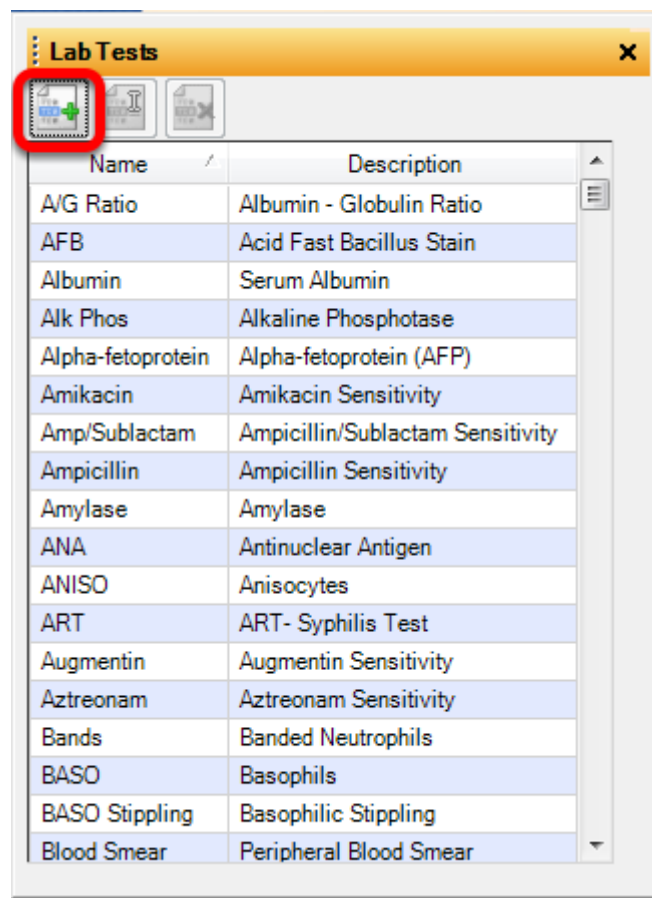 Lab Tests
Name Description
A/G Ratio Albumin - Globulin Ratio
AFB Acid Fast Bacillus Stain
Albumin Serum Albumin
Alk Phos Alkaline Phosphotase
Alpha-fetoprotein Alpha-fetoprotein (AFP)
Amikacin Amikacin Sensitivity
Amp/Sublactam Ampicillin/Sublactam Sensitivity
Ampicillin Ampicillin Sensitivity
Amylase Amylase
ANA Antinuclear Antigen
ANISO Anisocytes
ART ART- Syphilis Test
Augmentin Augmentin Sensitivity
Aztreonam Aztreonam Sensitivity
Bands Banded Neutrophils
BASO Basophils
BASO Stippling Basophilic Stippling
Blood Smear Peripheral Blood Smear